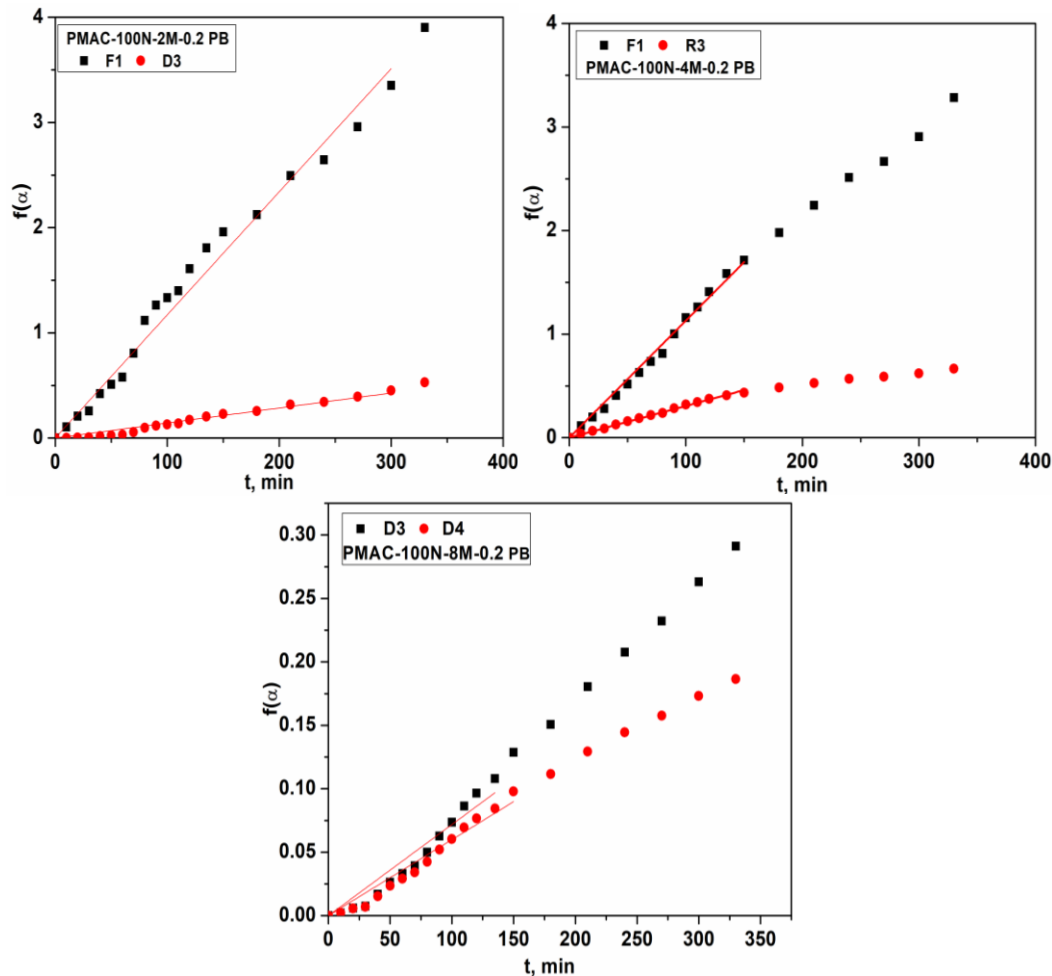 PMAC-100N-2M-0.2 PB
F1 D3
f(α)
4
3
2
1
0
0 100 200 300 400
t, min
F1 R3
PMAC-100N-4M-0.2 PB
f(α)
4
3
2
1
0
0 100 200 300 400
t, min
D3 D4
PMAC-100N-8M-0.2 PB
f(α)
0.30
0.25
0.20
0.15
0.10
0.05
0.00
0 50 100 150 200 250 300 350
t, min